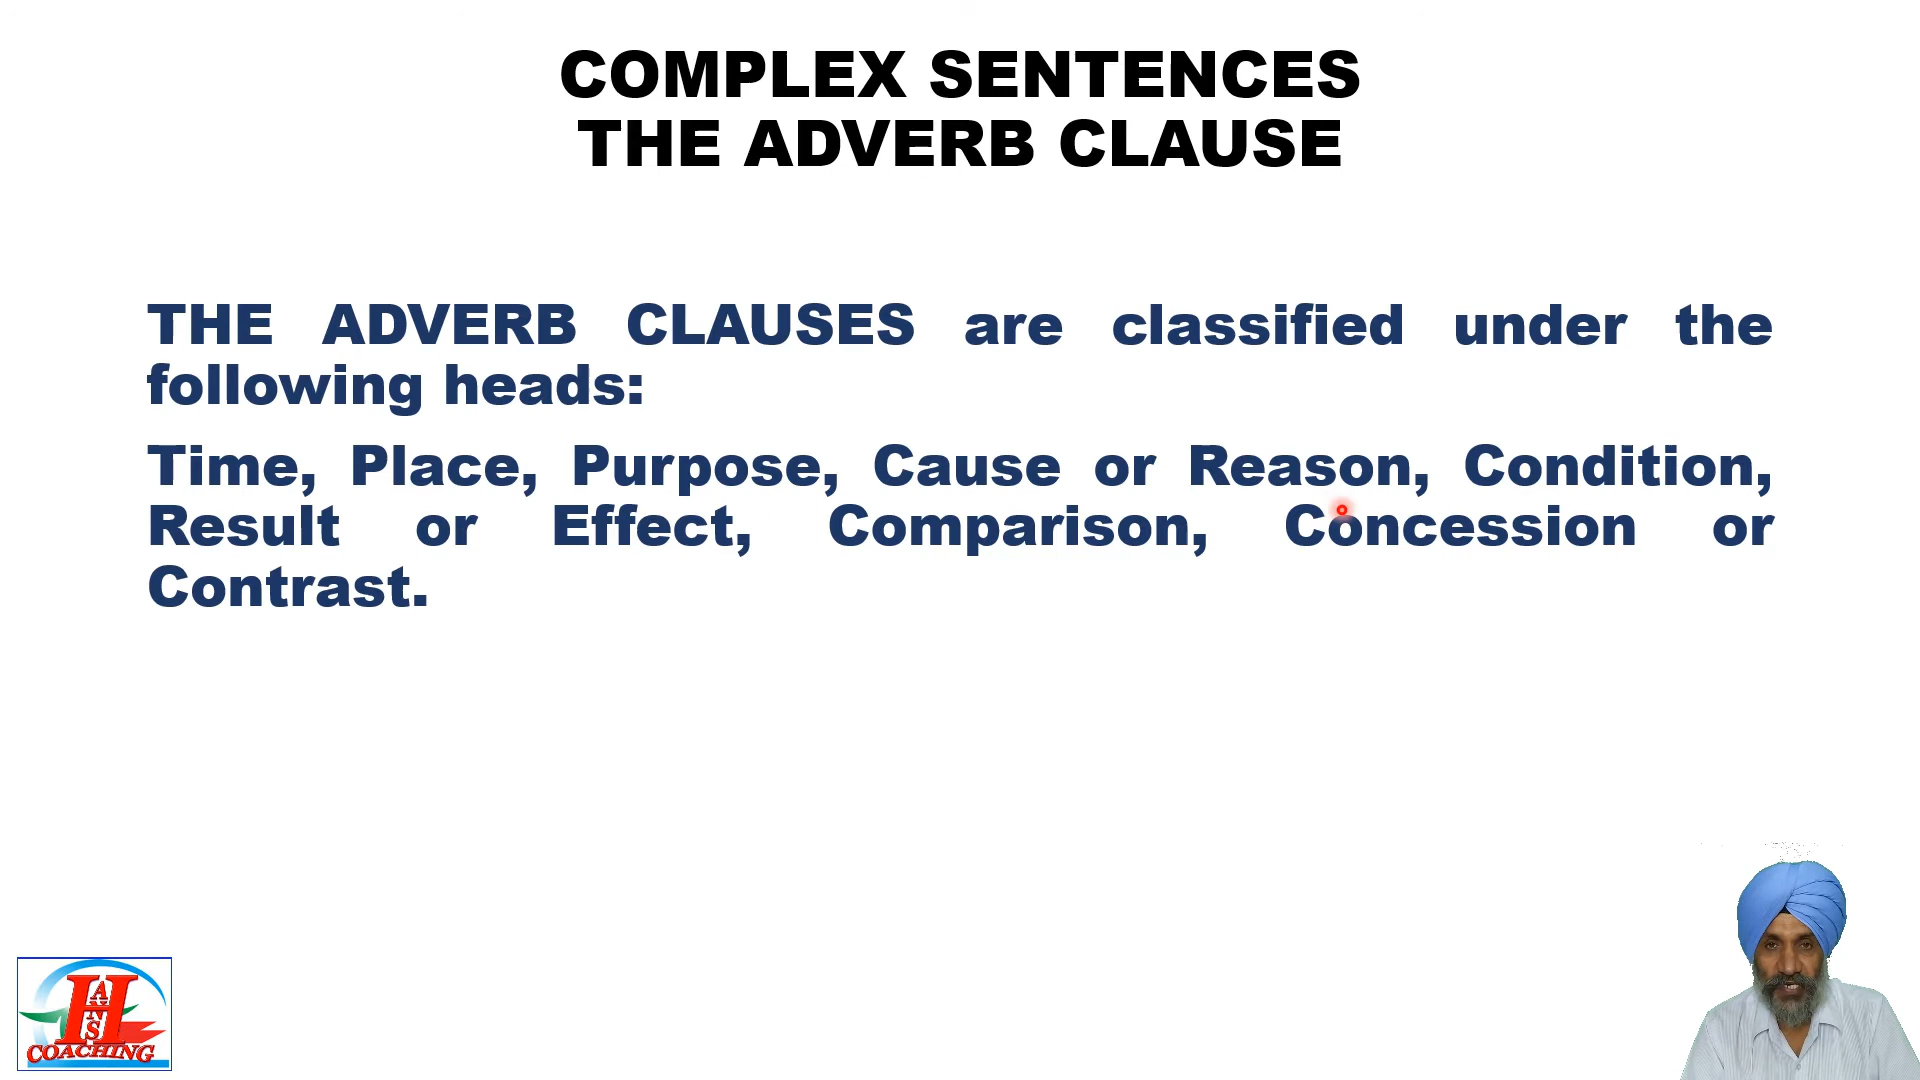 COMPLEX SENTENCES
THE ADVERB CLAUSE
THE ADVERB CLAUSES are classified under the
following heads:
Time, Place, Purpose, Cause or Reason, Condition,
Result or Effect, Comparison, Concession or
Contrast.
HANS
COACHING